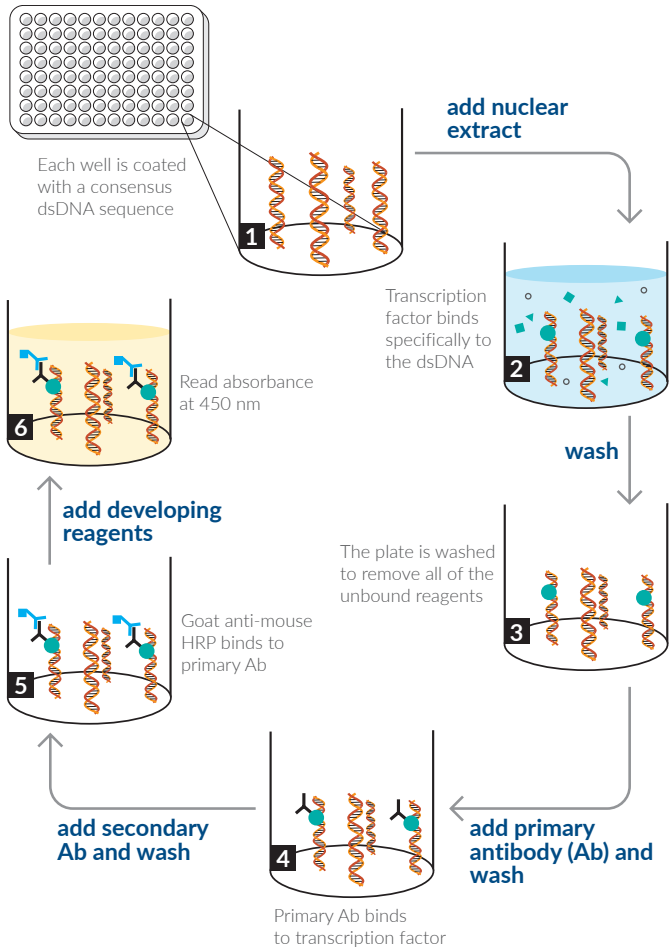 Each well is coated
with a consensus
dsDNA sequence
1
add nuclear
extract
Transcription
factor binds
specifically to
the dsDNA
2
wash
The plate is washed
to remove all of the
unbound reagents
3
add primary
antibody (Ab) and
wash
4
Primary Ab binds
to transcription factor
add secondary
Ab and wash
5
Goat anti-mouse
HRP binds to
primary Ab
add developing
reagents
6
Read absorbance
at 450 nm